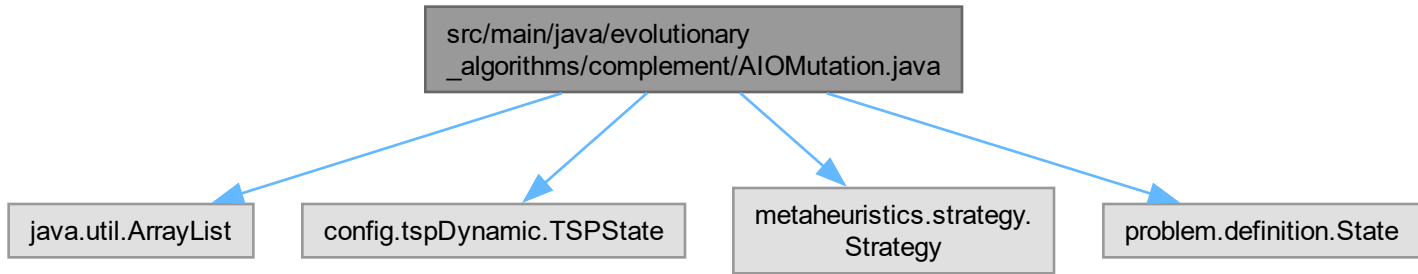 src/main/java/evolutionary
_algorithms/complement/AIOMutation.java
java.util.ArrayList
config.tspDynamic.TSPState
metaheuristics.strategy.
Strategy
problem.definition.State